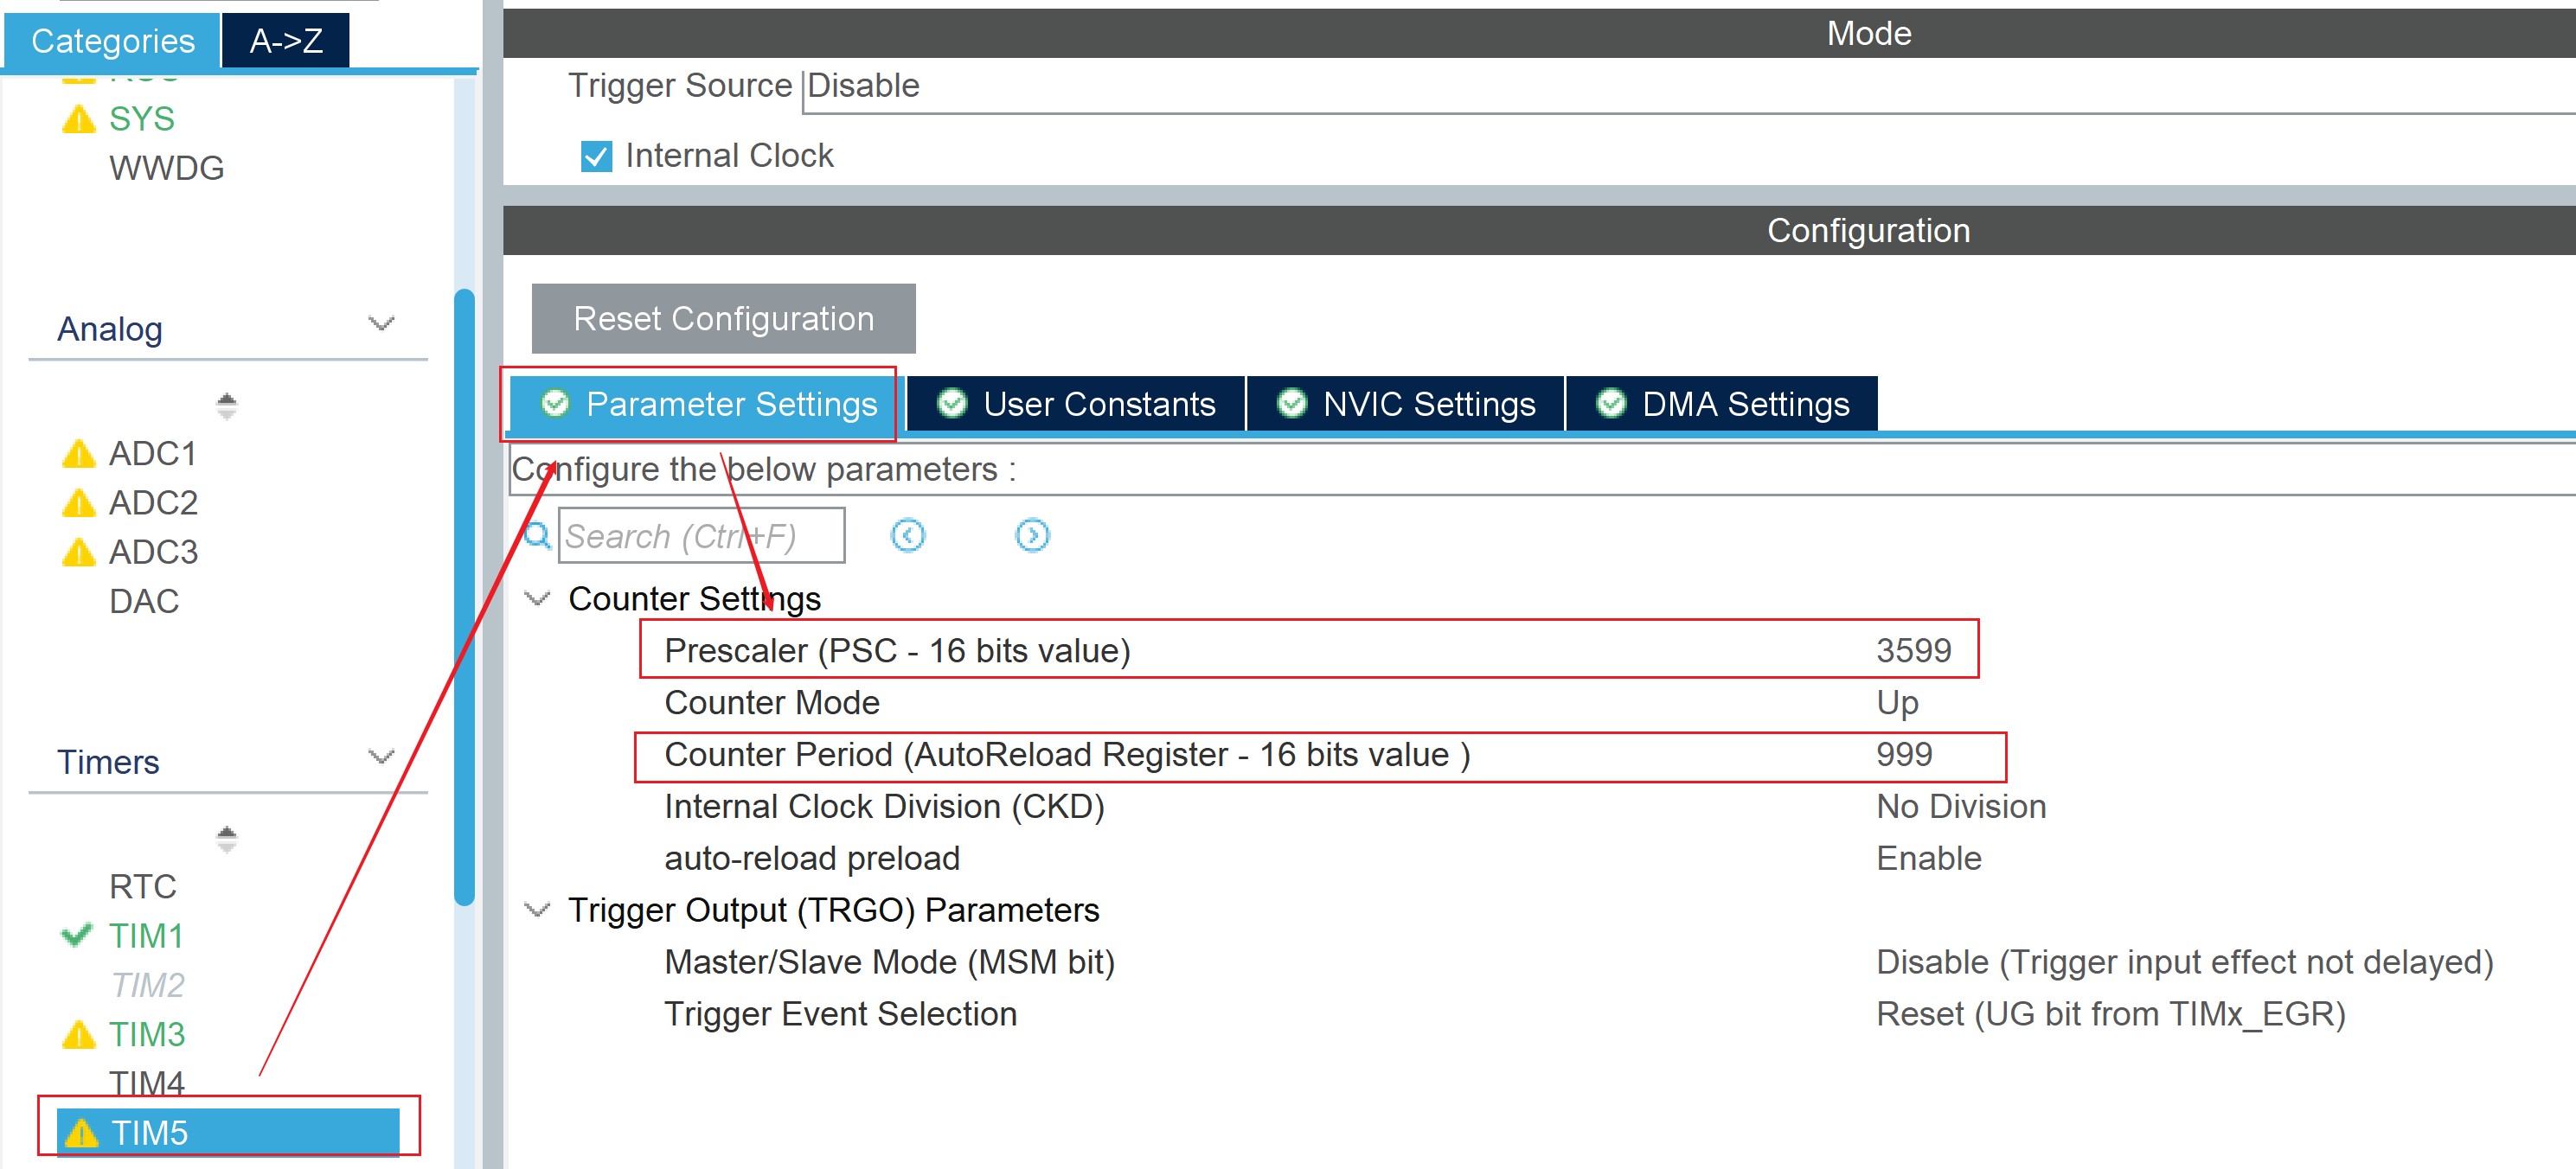 Categories
A->Z
SYS
WWDG
Analog
ADC1
ADC2
ADC3
DAC
Timers
RTC
TIM1
TIM2
TIM3
TIM4
TIM5
Mode
Trigger Source Disable
Internal Clock
Configuration
Reset Configuration
Parameter Settings
User Constants
NVIC Settings
DMA Settings
Configure the below parameters :
Search (Ctrl+F)
Counter Settings
Prescaler (PSC - 16 bits value) 3599
Counter Mode Up
Counter Period (AutoReload Register - 16 bits value ) 999
Internal Clock Division (CKD) No Division
auto-reload preload Enable
Trigger Output (TRGO) Parameters
Master/Slave Mode (MSM bit) Disable (Trigger input effect not delayed)
Trigger Event Selection Reset (UG bit from TIMx_EGR)